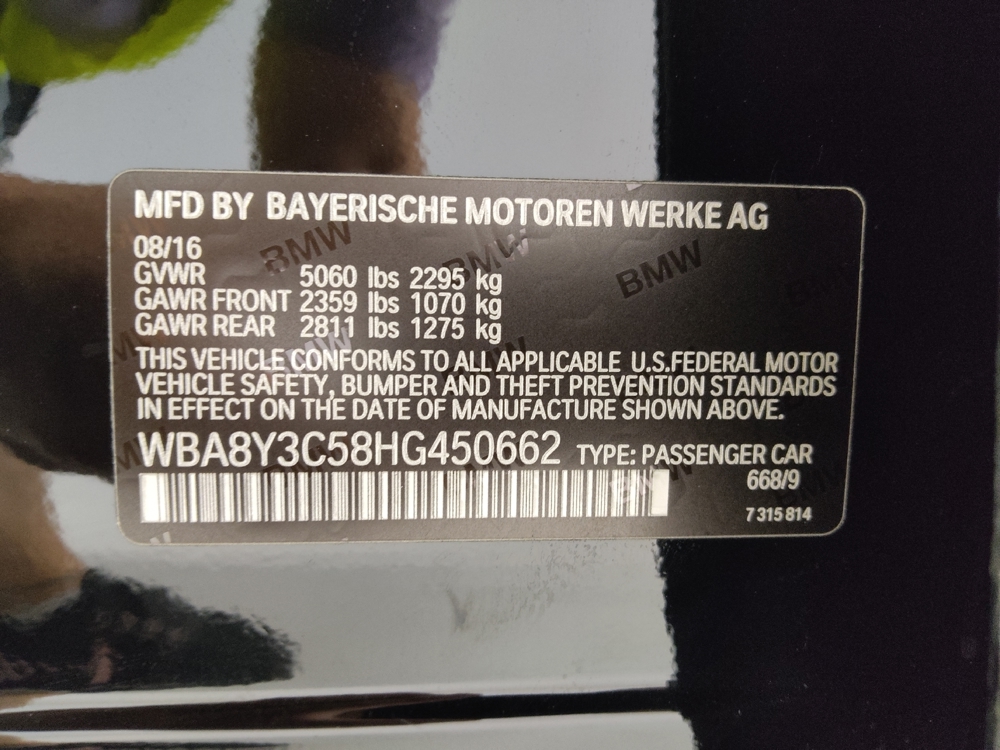 MFD BY BAYERISCHE MOTOREN WERKE AG
08/16
GVWR 5060 lbs 2295 kg
GAWR FRONT 2359 lbs 1070 kg
GAWR REAR 2811 lbs 1275 kg
THIS VEHICLE CONFORMS TO ALL APPLICABLE U.S.FEDERAL MOTOR
VEHICLE SAFETY, BUMPER AND THEFT PREVENTION STANDARDS
IN EFFECT ON THE DATE OF MANUFACTURE SHOWN ABOVE.
WBA8Y3C58HG450662 TYPE: PASSENGER CAR
668/9
7 315 814
BMW
BMW
BMW